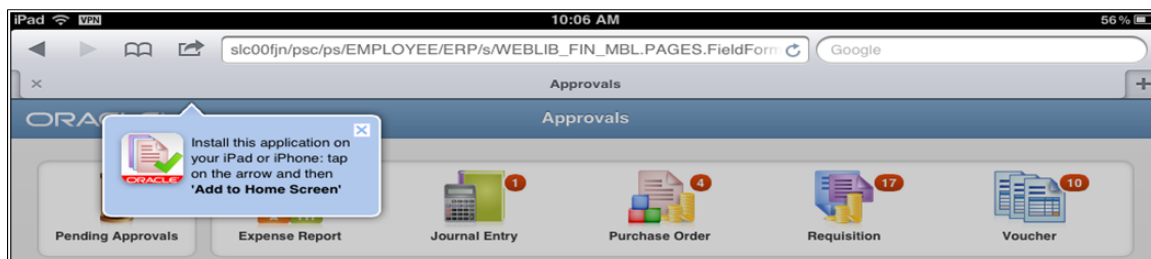 iPad VPN 10:06 AM 56%
slc00fjn/psc/ps/EMPLOYEE/ERP/s/WEBLIB_FIN_MBL.PAGES.FieldForm Google
Approvals
ORA Approvals
Install this application on
your iPad or iPhone: tap
on the arrow and then
'Add to Home Screen'
ORACLE
1 4 17 10
Pending Approvals Expense Report Journal Entry Purchase Order Requisition Voucher